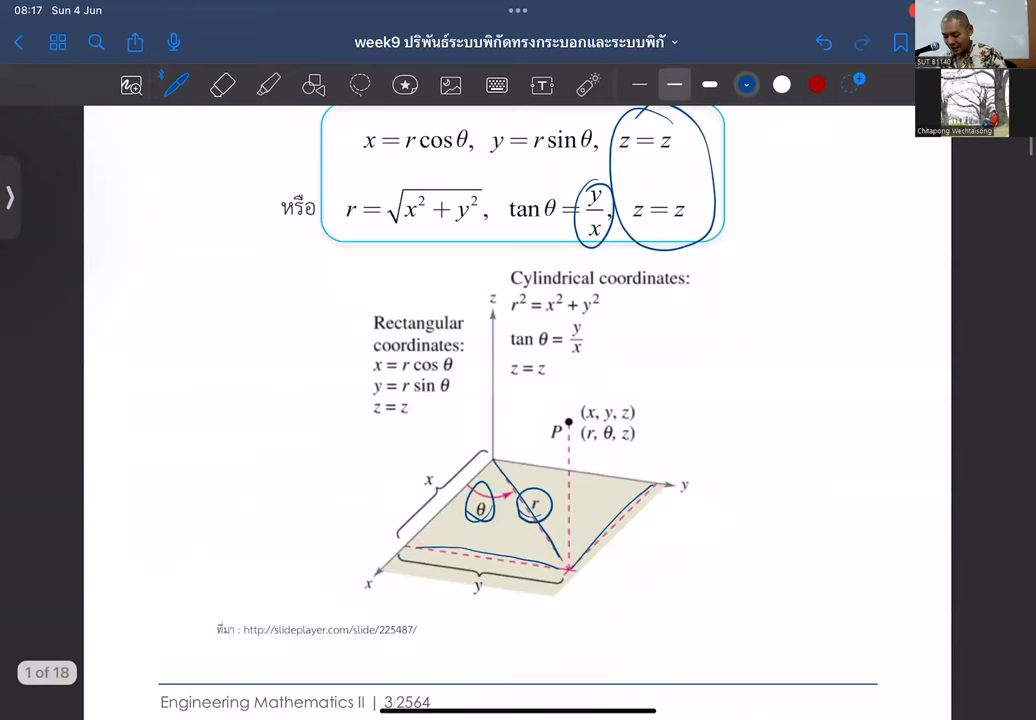 08:17 Sun 4 Jun
week9 ปริพันธ์ระบบพิกัดทรงกระบอกและระบบพิกั
SUT B1140
Chitapong Wechtaisong
x = r cos θ, y = r sin θ, z = z
หรือ r = √(x² + y²), tan θ = y/x, z = z
Cylindrical coordinates:
r² = x² + y²
tan θ = y/x
z = z
z
Rectangular
coordinates:
x = r cos θ
y = r sin θ
z = z
P (x, y, z)
(r, θ, z)
x
y
θ
r
x
y
ที่มา : http://slideplayer.com/slide/225487/
1 of 18
Engineering Mathematics II | 3/2564